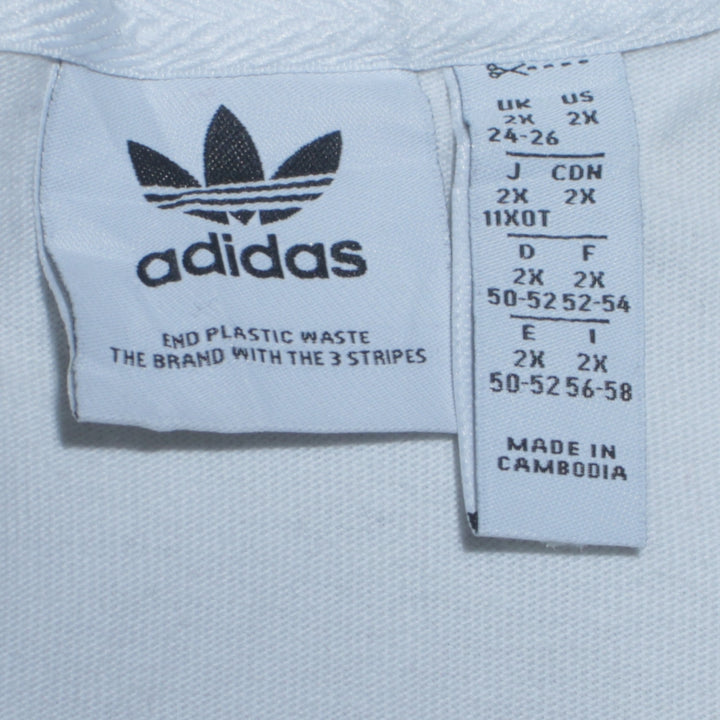 adidas
END PLASTIC WASTE
THE BRAND WITH THE 3 STRIPES
UK US
2X 2X
24-26
J CDN
2X 2X
11XOT
D F
2X 2X
50-52 52-54
E I
2X 2X
50-52 56-58
MADE IN
CAMBODIA